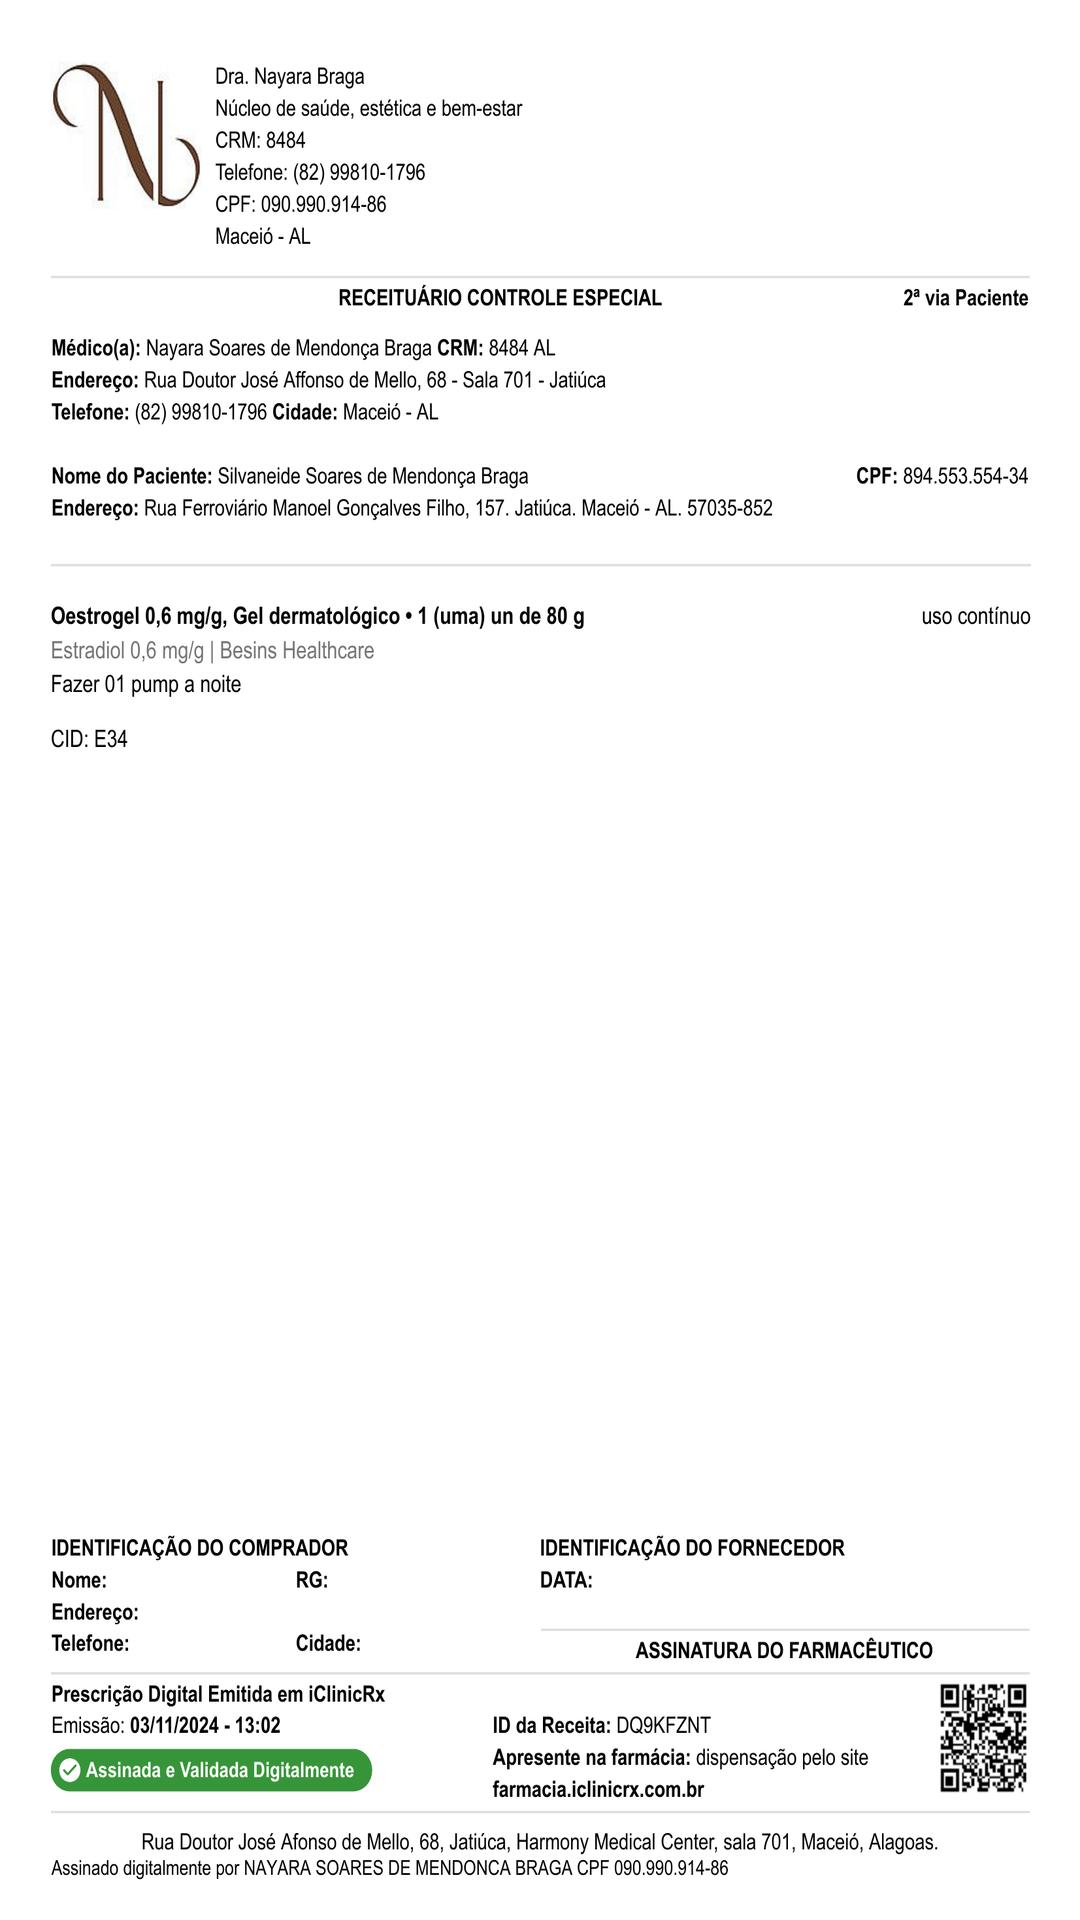 Dra. Nayara Braga
Núcleo de saúde, estética e bem-estar
CRM: 8484
Telefone: (82) 99810-1796
CPF: 090.990.914-86
Maceió - AL
RECEITUÁRIO CONTROLE ESPECIAL 2ª via Paciente
Médico(a): Nayara Soares de Mendonça Braga CRM: 8484 AL
Endereço: Rua Doutor José Affonso de Mello, 68 - Sala 701 - Jatiúca
Telefone: (82) 99810-1796 Cidade: Maceió - AL
Nome do Paciente: Silvaneide Soares de Mendonça Braga CPF: 894.553.554-34
Endereço: Rua Ferroviário Manoel Gonçalves Filho, 157. Jatiúca. Maceió - AL. 57035-852
Oestrogel 0,6 mg/g, Gel dermatológico • 1 (uma) un de 80 g uso contínuo
Estradiol 0,6 mg/g | Besins Healthcare
Fazer 01 pump a noite
CID: E34
IDENTIFICAÇÃO DO COMPRADOR IDENTIFICAÇÃO DO FORNECEDOR
Nome: RG: DATA:
Endereço:
Telefone: Cidade:
ASSINATURA DO FARMACÊUTICO
Prescrição Digital Emitida em iClinicRx
Emissão: 03/11/2024 - 13:02 ID da Receita: DQ9KFZNT
Apresente na farmácia: dispensação pelo site
Assinada e Validada Digitalmente
farmacia.iclinicrx.com.br
Rua Doutor José Afonso de Mello, 68, Jatiúca, Harmony Medical Center, sala 701, Maceió, Alagoas.
Assinado digitalmente por NAYARA SOARES DE MENDONCA BRAGA CPF 090.990.914-86